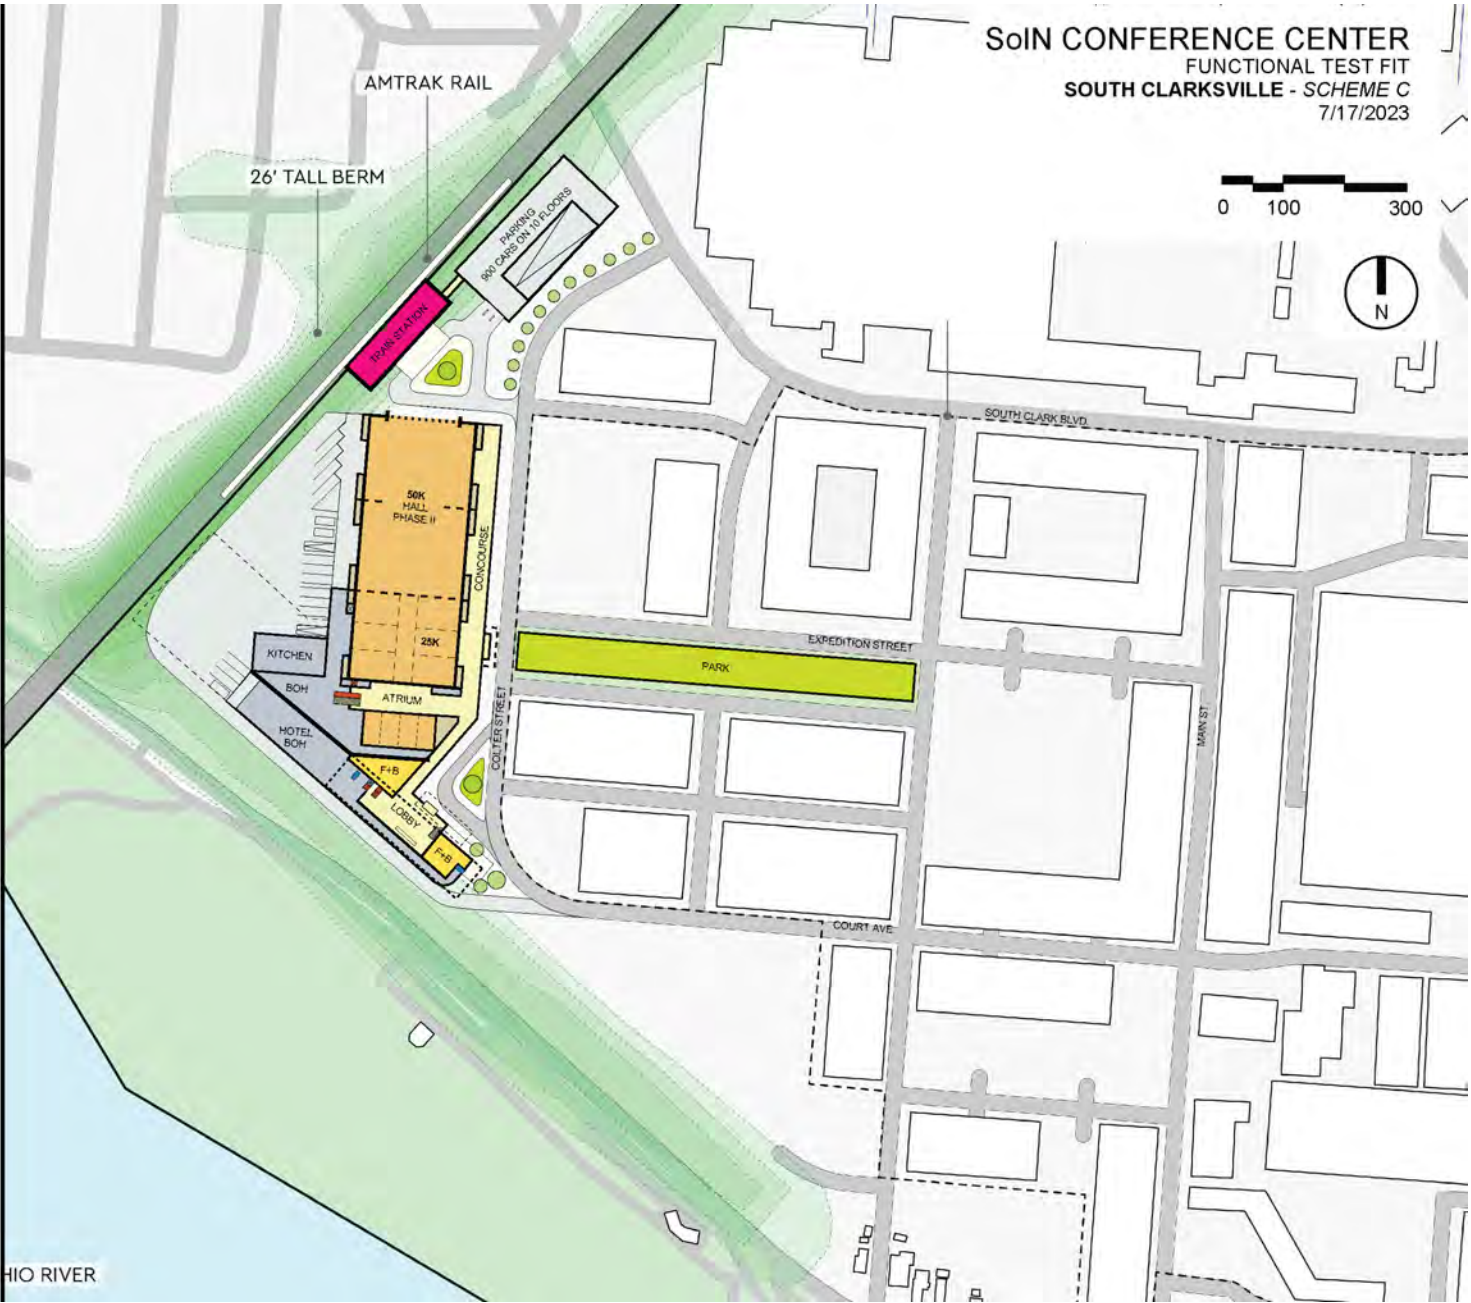 SoIN CONFERENCE CENTER
FUNCTIONAL TEST FIT
SOUTH CLARKSVILLE - SCHEME C
7/17/2023
AMTRAK RAIL
26' TALL BERM
0 100 300
N
PARKING
900 CARS ON 10 FLOORS
TRAIN STATION
SOUTH CLARK BLVD.
50K
HALL
PHASE II
CONCOURSE
25K
EXPEDITION STREET
KITCHEN
PARK
BOH
ATRIUM
COLTER STREET
MAIN ST.
HOTEL
BOH
F+B
LOBBY
F+B
COURT AVE
HIO RIVER